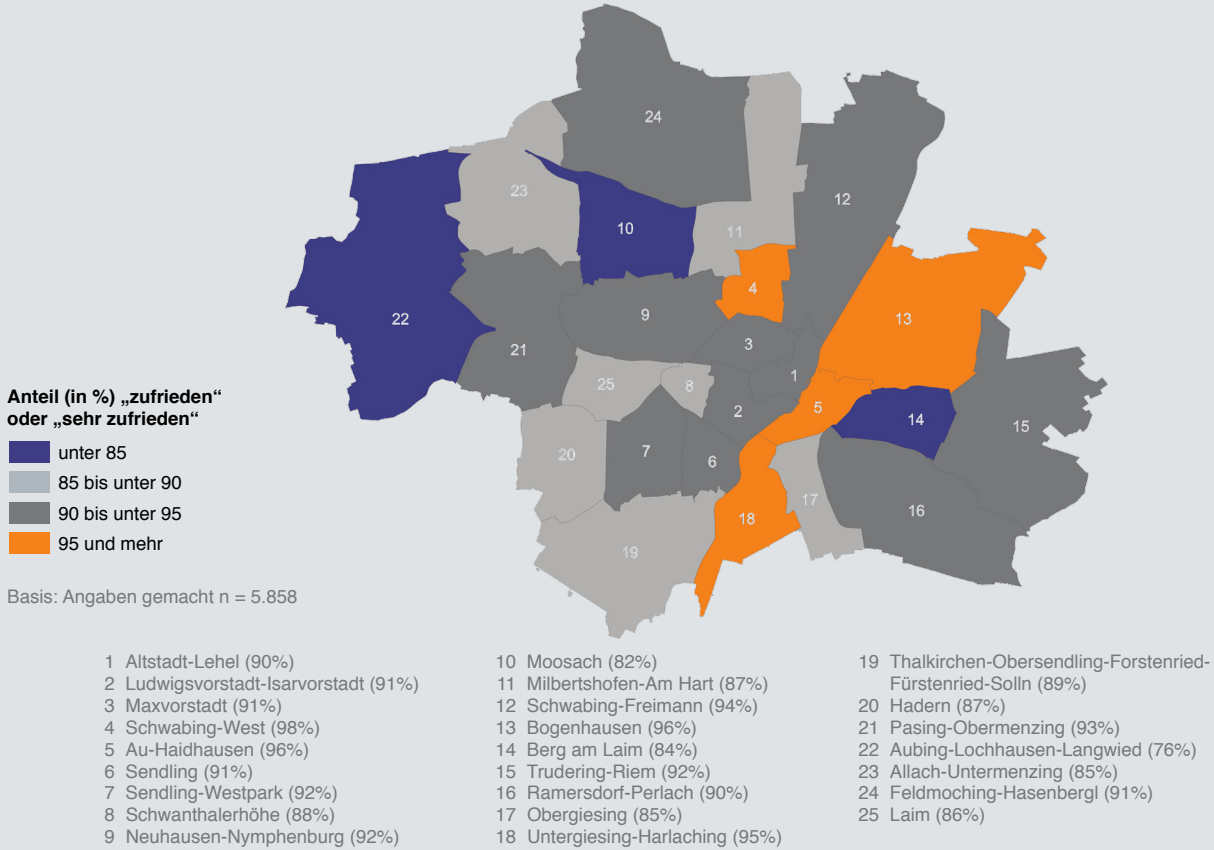 24
23
10
11
12
4
13
22
9
3
21
25
8
1
5
14
2
15
7
6
20
17
18
16
19
Anteil (in %) „zufrieden“
oder „sehr zufrieden“
unter 85
85 bis unter 90
90 bis unter 95
95 und mehr
Basis: Angaben gemacht n = 5.858
1 Altstadt-Lehel (90%)
2 Ludwigsvorstadt-Isarvorstadt (91%)
3 Maxvorstadt (91%)
4 Schwabing-West (98%)
5 Au-Haidhausen (96%)
6 Sendling (91%)
7 Sendling-Westpark (92%)
8 Schwanthalerhöhe (88%)
9 Neuhausen-Nymphenburg (92%)
10 Moosach (82%)
11 Milbertshofen-Am Hart (87%)
12 Schwabing-Freimann (94%)
13 Bogenhausen (96%)
14 Berg am Laim (84%)
15 Trudering-Riem (92%)
16 Ramersdorf-Perlach (90%)
17 Obergiesing (85%)
18 Untergiesing-Harlaching (95%)
19 Thalkirchen-Obersendling-Forstenried-
Fürstenried-Solln (89%)
20 Hadern (87%)
21 Pasing-Obermenzing (93%)
22 Aubing-Lochhausen-Langwied (76%)
23 Allach-Untermenzing (85%)
24 Feldmoching-Hasenbergl (91%)
25 Laim (86%)